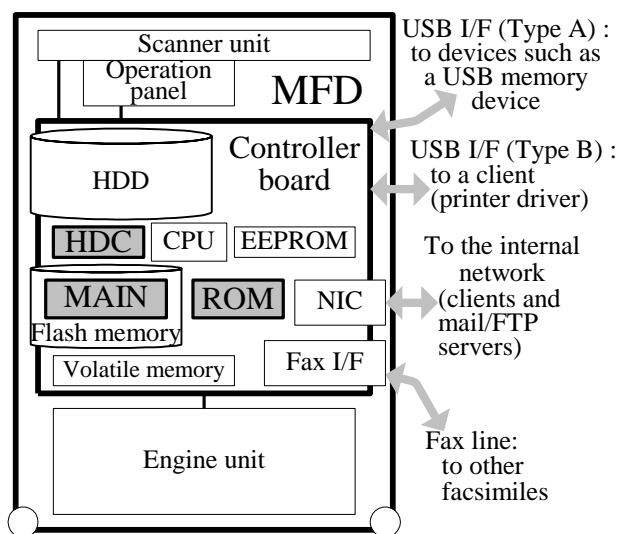 Scanner unit
Operation
panel
MFD
Controller
board
HDD
HDC
CPU
EEPROM
MAIN
ROM
NIC
Flash memory
Volatile memory
Fax I/F
Engine unit
USB I/F (Type A) :
to devices such as
a USB memory
device
USB I/F (Type B) :
to a client
(printer driver)
To the internal
network
(clients and
mail/FTP
servers)
Fax line:
to other
facsimiles